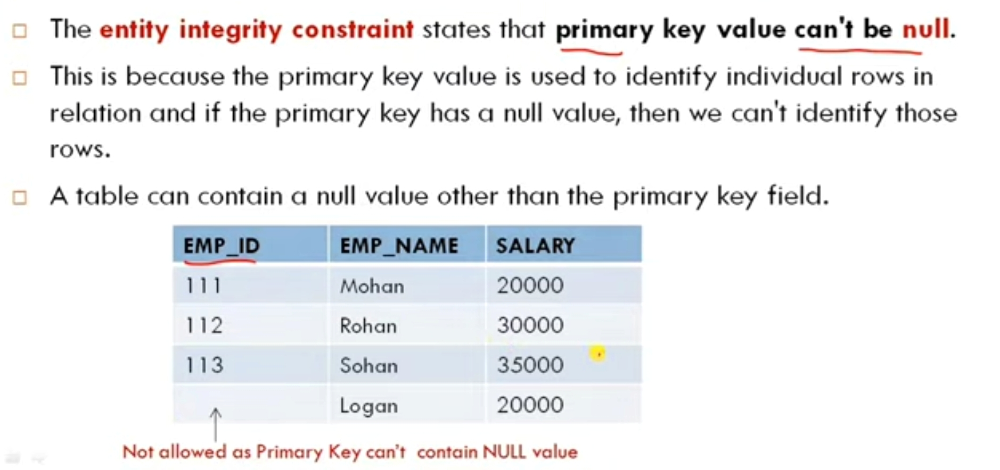 The entity integrity constraint states that primary key value can't be null.
This is because the primary key value is used to identify individual rows in
relation and if the primary key has a null value, then we can't identify those
rows.
A table can contain a null value other than the primary key field.
EMP_ID EMP_NAME SALARY
111 Mohan 20000
112 Rohan 30000
113 Sohan 35000
Logan 20000
Not allowed as Primary Key can't contain NULL value